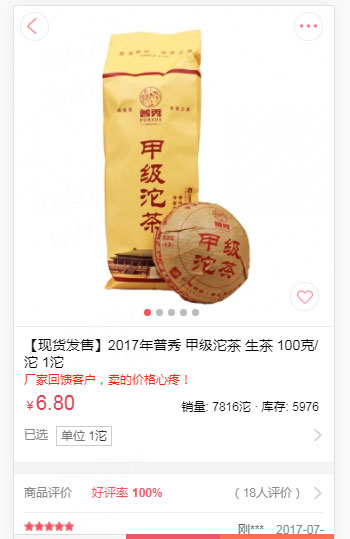 普秀
PURSUE
甲级沱茶
甲级沱茶
【现货发售】2017年普秀 甲级沱茶 生茶 100克/
沱 1沱
厂家回馈客户，卖的价格心疼！
¥6.80
销量: 7816沱 · 库存: 5976
已选
单位 1沱
商品评价
好评率 100%
( 18人评价 )
刚***
2017-07-